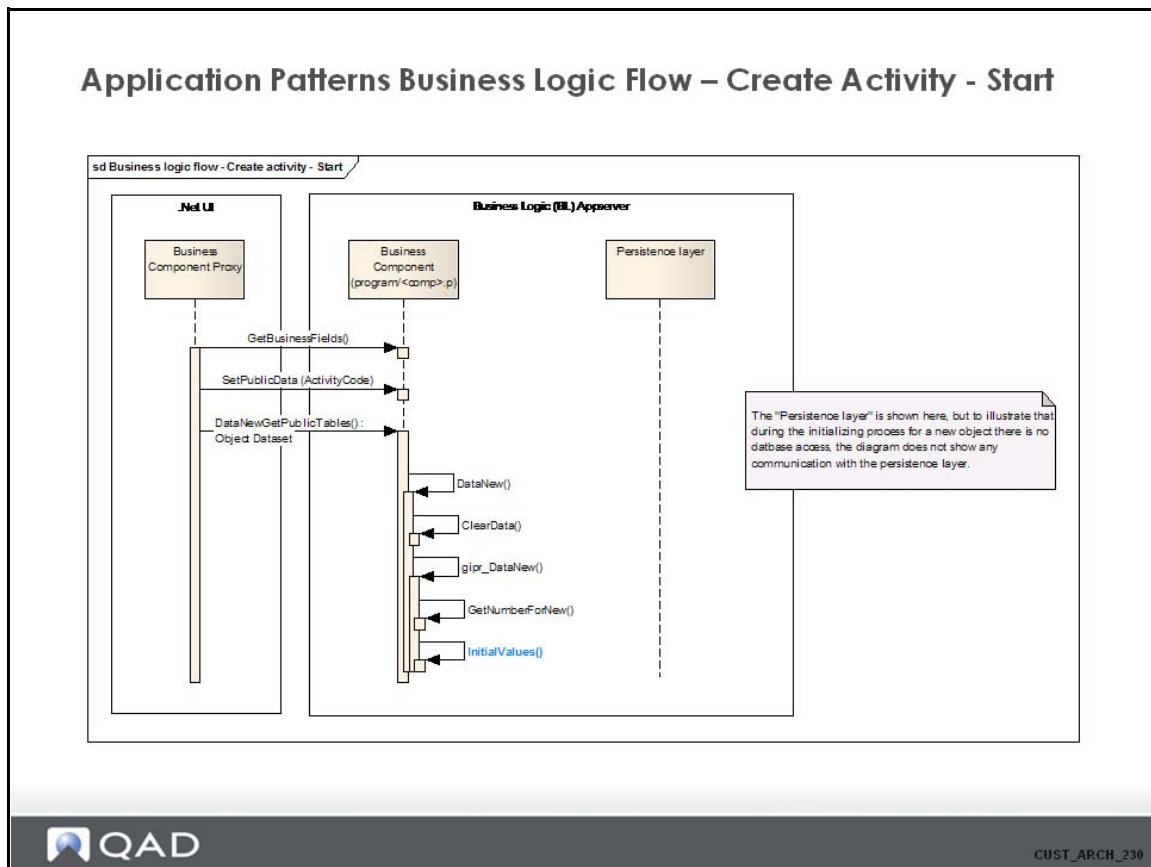 Application Patterns Business Logic Flow – Create Activity - Start
sd Business logic flow - Create activity - Start
.Net UI
Business Logic (BL) Appserver
Business
Component Proxy
Business
Component
(program/<comp>.p)
Persistence layer
GetBusinessFields()
SetPublicData (ActivityCode)
DataNewGetPublicTables() :
Object Dataset
The "Persistence layer" is shown here, but to illustrate that
during the initializing process for a new object there is no
datbase access, the diagram does not show any
communication with the persistence layer.
DataNew()
ClearData()
gipr_DataNew()
GetNumberForNew()
InitialValues()
QAD
CUST_ARCH_230